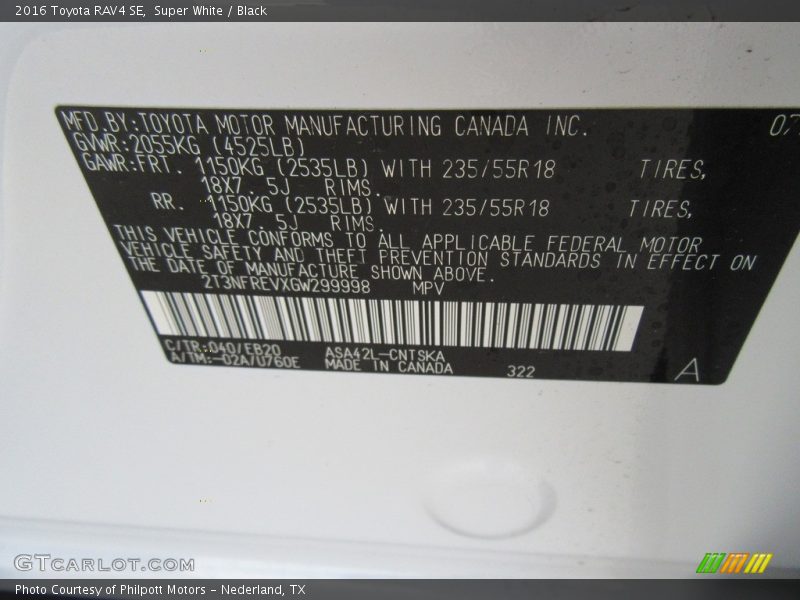 2016 Toyota RAV4 SE,  Super White / Black
MFD.BY:TOYOTA MOTOR MANUFACTURING CANADA INC. 07
GVWR:2055KG (4525LB)
GAWR:FRT. 1150KG (2535LB) WITH 235/55R18 TIRES,
18X7.5J RIMS.
RR. 1150KG (2535LB) WITH 235/55R18 TIRES,
18X7.5J RIMS.
THIS VEHICLE CONFORMS TO ALL APPLICABLE FEDERAL MOTOR
VEHICLE SAFETY AND THEFT PREVENTION STANDARDS IN EFFECT ON
THE DATE OF MANUFACTURE SHOWN ABOVE.
2T3NFREVXGW299998 MPV
C/TR:040/EB20 ASA42L-CNTSKA
A/TM:-02A/U760E MADE IN CANADA 322 A
GTCARLOT.COM
Photo Courtesy of Philpott Motors - Nederland, TX